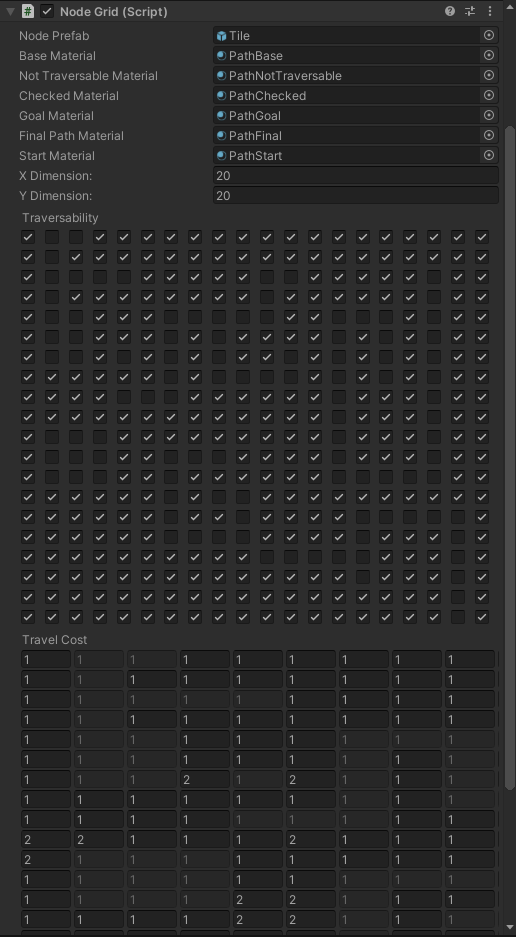 Node Grid (Script)
Node Prefab Tile
Base Material PathBase
Not Traversable Material PathNotTraversable
Checked Material PathChecked
Goal Material PathGoal
Final Path Material PathFinal
Start Material PathStart
X Dimension: 20
Y Dimension: 20
Traversability
Travel Cost
1 1 1 1 1 1 1 1 1
1 1 1 1 1 1 1 1 1
1 1 1 1 1 1 1 1 1
1 1 1 1 1 1 1 1 1
1 1 1 1 1 1 1 1 1
1 1 1 1 1 1 1 1 1
1 1 1 2 1 2 1 1 1
1 1 1 1 1 1 1 1 1
1 1 1 1 1 1 1 1 1
2 2 1 1 1 2 1 1 1
2 1 1 1 1 1 1 1 1
1 1 1 1 1 1 1 1 1
1 1 1 1 2 2 1 1 1
1 1 1 1 2 2 1 1 1